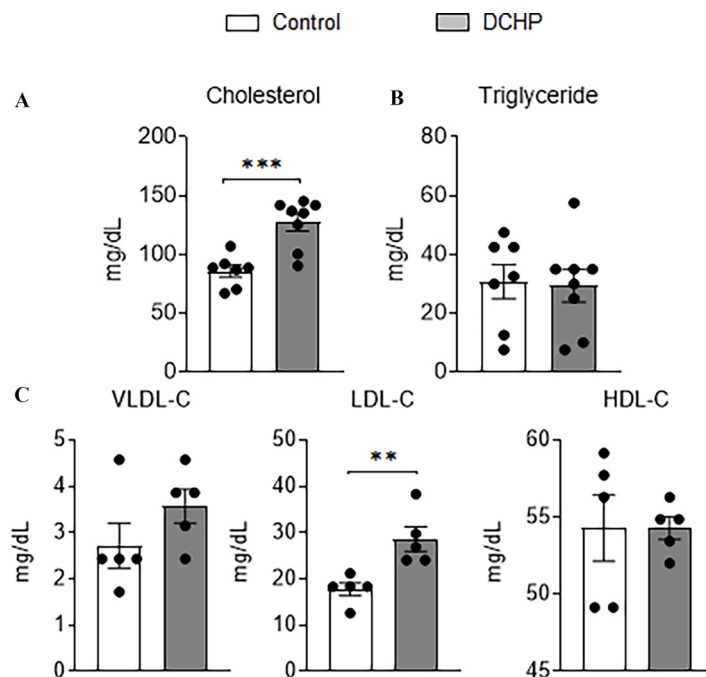 Control DCHP
A Cholesterol
mg/dL
200
150
100
50
0
***
B Triglyceride
mg/dL
80
60
40
20
0
C VLDL-C
mg/dL
5
4
3
2
1
0
LDL-C
mg/dL
50
40
30
20
10
0
**
HDL-C
mg/dL
60
55
50
45